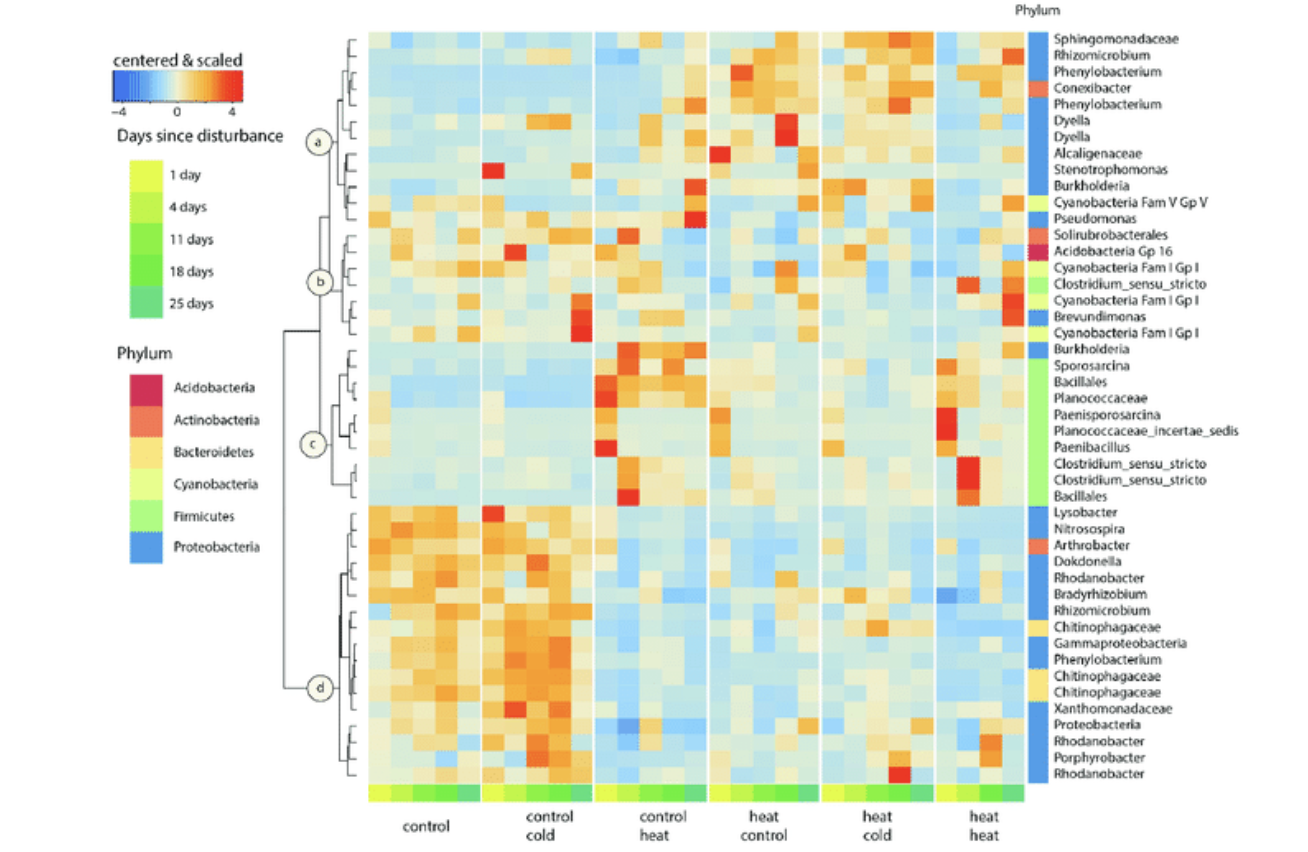 Phylum
centered & scaled
−4 0 4
Days since disturbance
1 day
4 days
11 days
18 days
25 days
Phylum
Acidobacteria
Actinobacteria
Bacteroidetes
Cyanobacteria
Firmicutes
Proteobacteria
a
b
c
d
Sphingomonadaceae
Rhizomicrobium
Phenylobacterium
Conexibacter
Phenylobacterium
Dyella
Dyella
Alcaligenaceae
Stenotrophomonas
Burkholderia
Cyanobacteria Fam V Gp V
Pseudomonas
Solirubrobacterales
Acidobacteria Gp 16
Cyanobacteria Fam I Gp I
Clostridium_sensu_stricto
Cyanobacteria Fam I Gp I
Brevundimonas
Cyanobacteria Fam I Gp I
Burkholderia
Sporosarcina
Bacillales
Planococcaceae
Paenisporosarcina
Planococcaceae_incertae_sedis
Paenibacillus
Clostridium_sensu_stricto
Clostridium_sensu_stricto
Bacillales
Lysobacter
Nitrosospira
Arthrobacter
Dokdonella
Rhodanobacter
Bradyrhizobium
Rhizomicrobium
Chitinophagaceae
Gammaproteobacteria
Phenylobacterium
Chitinophagaceae
Chitinophagaceae
Xanthomonadaceae
Proteobacteria
Rhodanobacter
Porphyrobacter
Rhodanobacter
control
control
cold
control
heat
heat
control
heat
cold
heat
heat